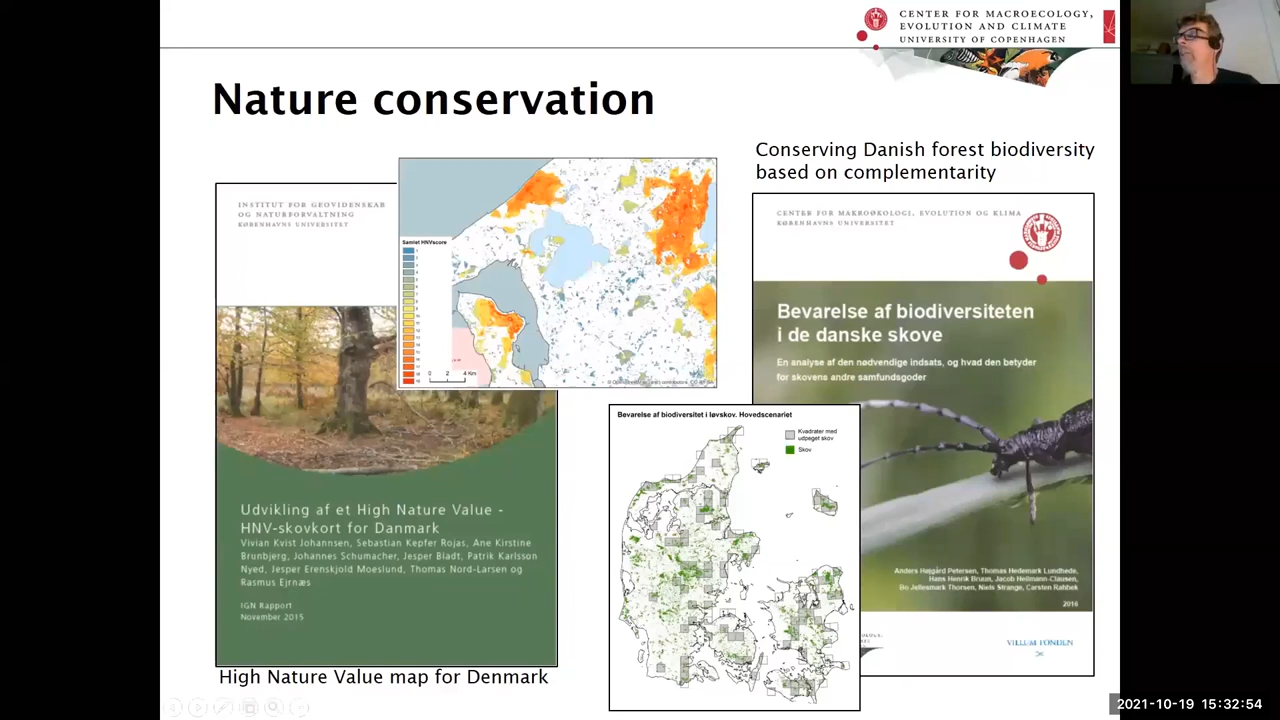 CENTER FOR MACROECOLOGY,
EVOLUTION AND CLIMATE
UNIVERSITY OF COPENHAGEN
Nature conservation
Conserving Danish forest biodiversity
based on complementarity
INSTITUT FOR GEOVIDENSKAB
OG NATURFORVALTNING
KØBENHAVNS UNIVERSITET
Samlet HNVscore
0 2 4 Km
Udvikling af et High Nature Value -
HNV-skovkort for Danmark
Vivian Kvist Johannsen, Sebastian Kepfer Rojas, Ane Kirstine
Brunbjerg, Johannes Schumacher, Jesper Bladt, Patrik Karlsson
Nyed, Jesper Erenskjold Moeslund, Thomas Nord-Larsen og
Rasmus Ejrnæs
IGN Rapport
November 2015
High Nature Value map for Denmark
CENTER FOR MAKROØKOLOGI, EVOLUTION OG KLIMA
KØBENHAVNS UNIVERSITET
Bevarelse af biodiversiteten
i de danske skove
En analyse af den nødvendige indsats, og hvad den betyder
for skovens andre samfundsgoder
Bevarelse af biodiversitet i løvskov. Hovedscenariet
Kvadrater med
udpeget skov
Skov
Anders Højgård Petersen, Thomas Hedemark Lundhede,
Hans Henrik Bruun, Jacob Heilmann-Clausen,
Bo Jellesmark Thorsen, Niels Strange, Carsten Rahbek
2016
VILLUM FONDEN
2021-10-19 15:32:54